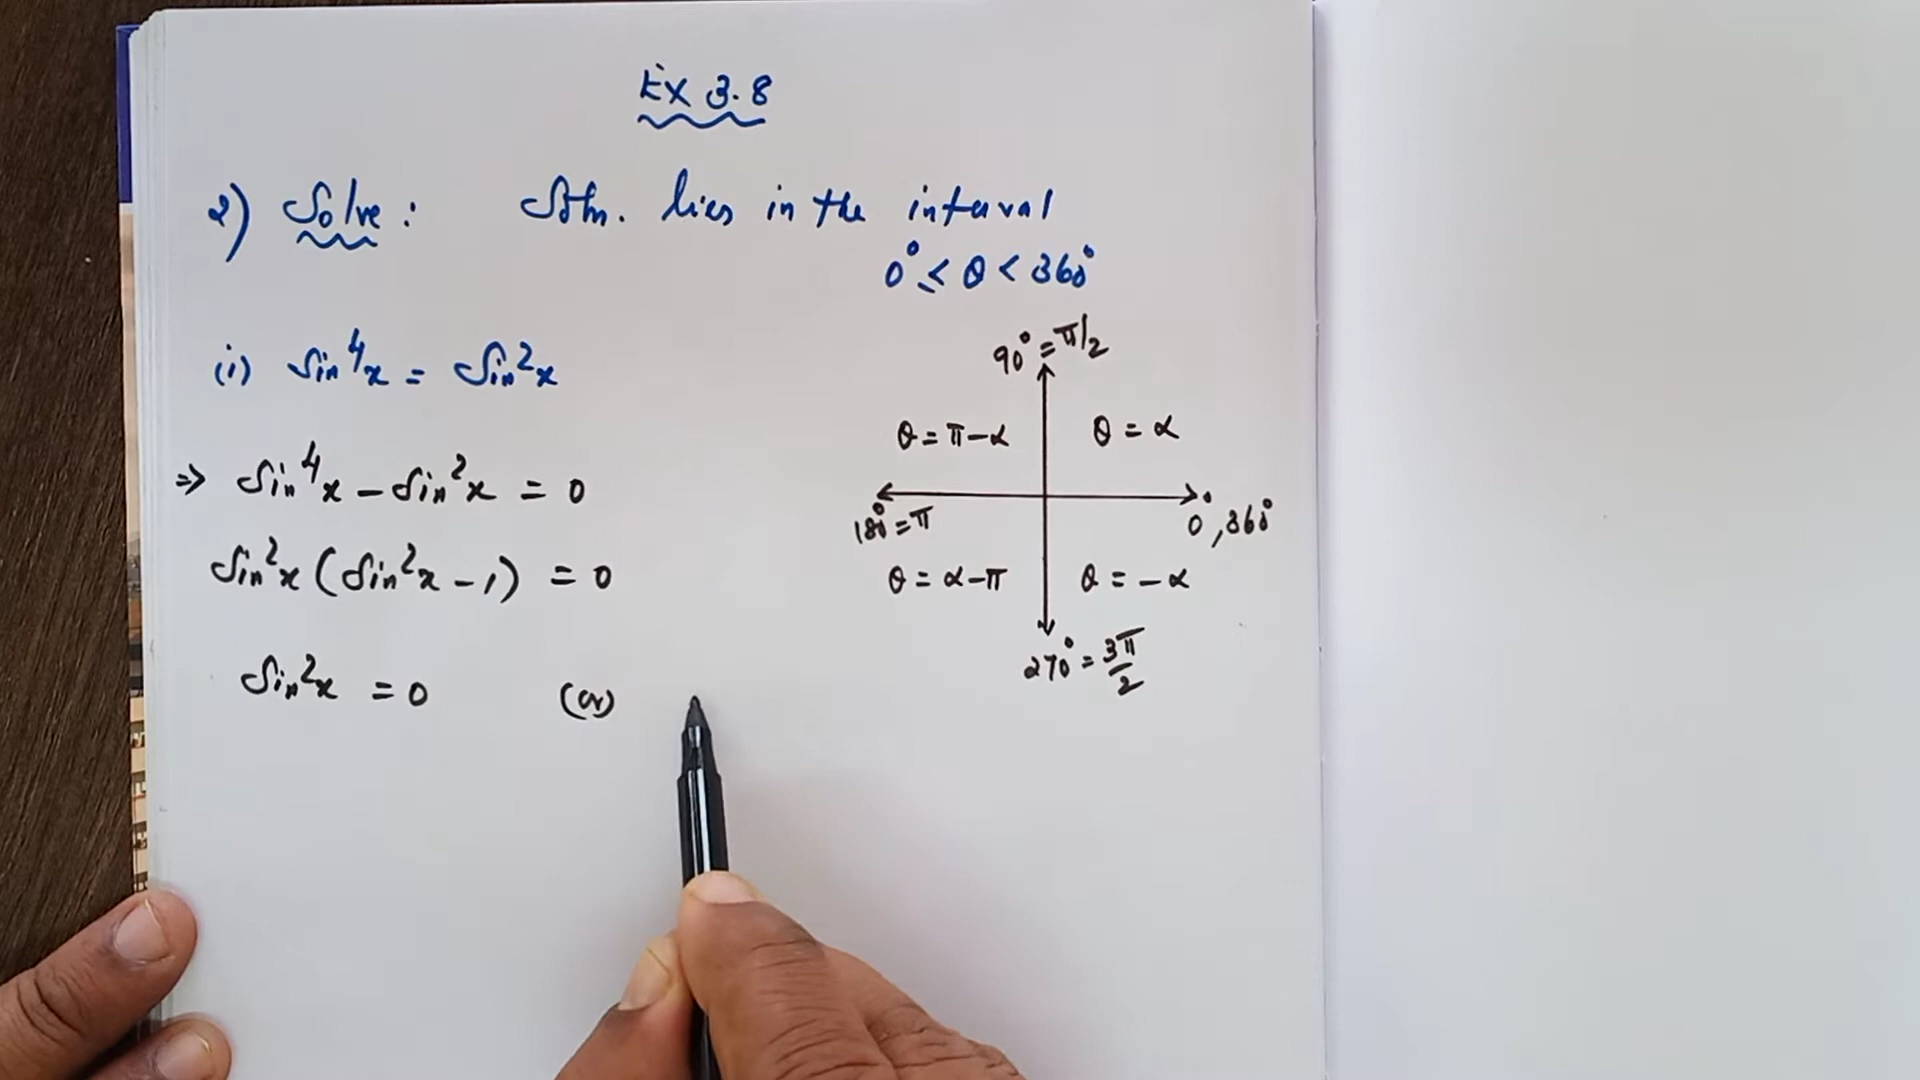 Ex 3.8
2) Solve: Soln. lies in the interval
0° ≤ θ < 360°
(i) Sin⁴x = Sin²x
⇒ Sin⁴x - Sin²x = 0
Sin²x (Sin²x - 1) = 0
Sin²x = 0 (or)
90° = π/2
θ = π-α θ = α
180° = π 0°, 360°
θ = α-π θ = -α
270° = 3π/2